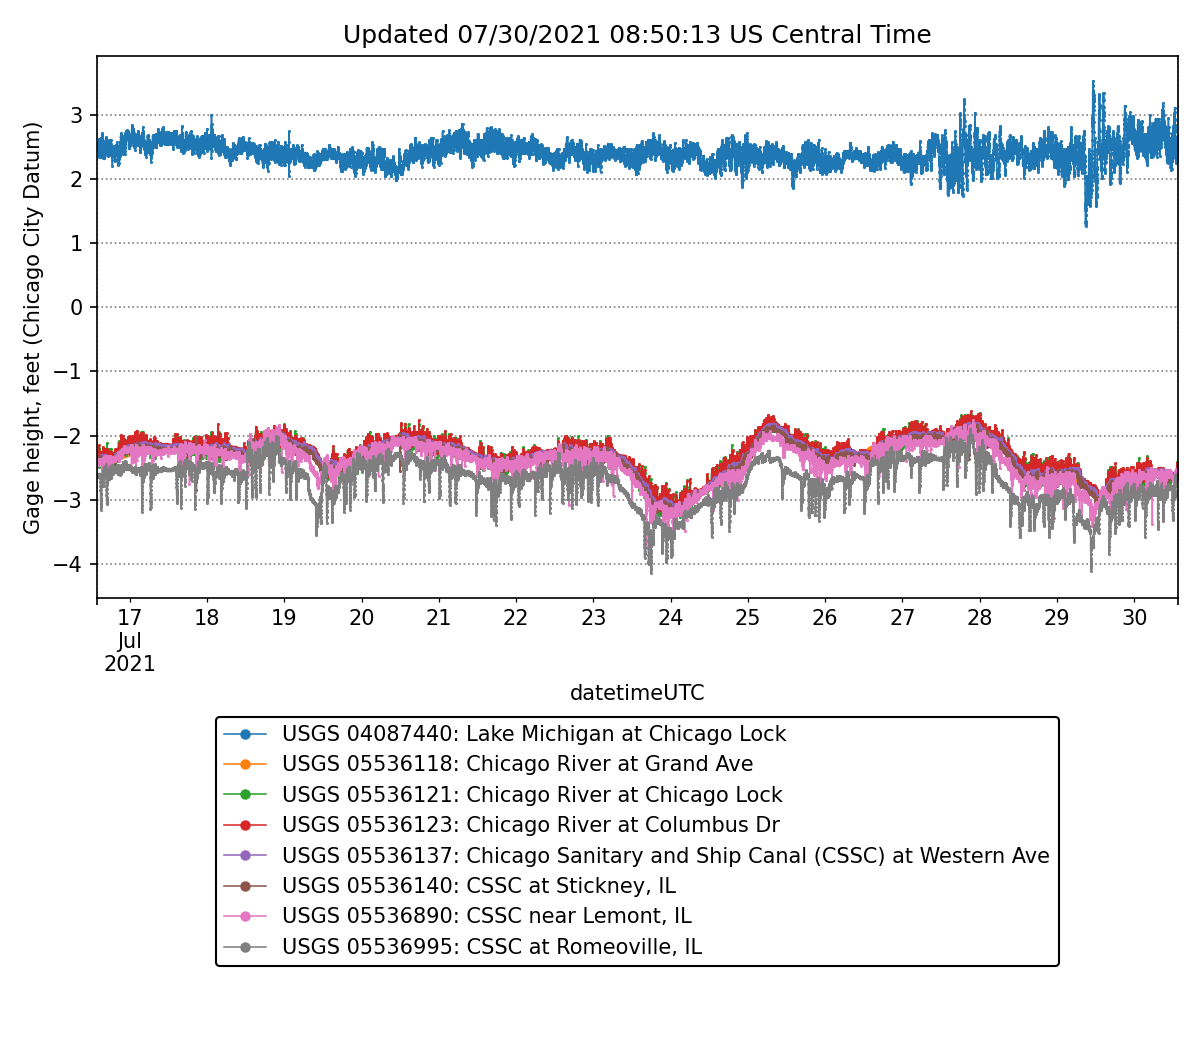 Updated 07/30/2021 08:50:13 US Central Time
Gage height, feet (Chicago City Datum)
3
2
1
0
−1
−2
−3
−4
17 18 19 20 21 22 23 24 25 26 27 28 29 30
Jul
2021
datetimeUTC
USGS 04087440: Lake Michigan at Chicago Lock
USGS 05536118: Chicago River at Grand Ave
USGS 05536121: Chicago River at Chicago Lock
USGS 05536123: Chicago River at Columbus Dr
USGS 05536137: Chicago Sanitary and Ship Canal (CSSC) at Western Ave
USGS 05536140: CSSC at Stickney, IL
USGS 05536890: CSSC near Lemont, IL
USGS 05536995: CSSC at Romeoville, IL